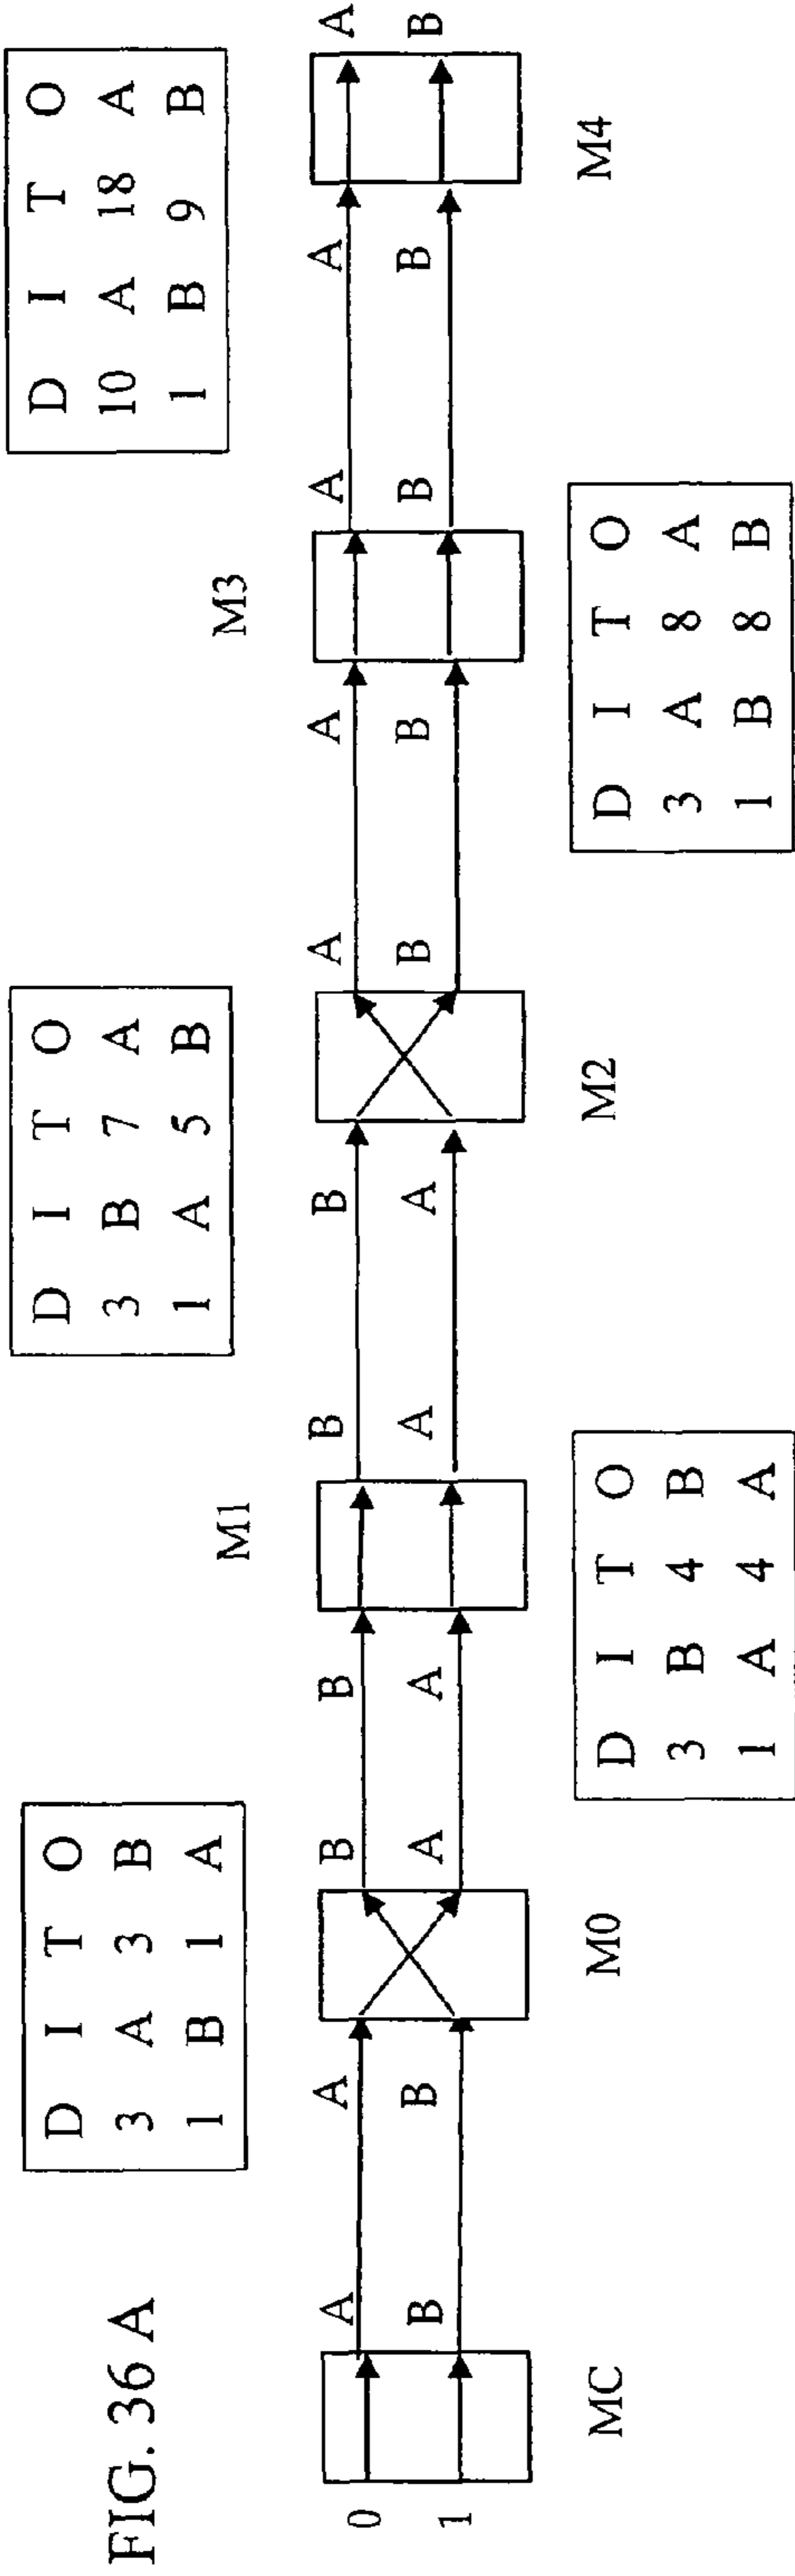 FIG. 36 A
D I T O
3 A 3 B
1 B 1 A
D I T O
3 B 7 A
1 A 5 B
D I T O
10 A 18 A
1 B 9 B
M1 M3
0 A A B B B B A A A A A
1 B B A A A A B B B B B
MC M0 M2 M4
D I T O
3 B 4 B
1 A 4 A
D I T O
3 A 8 A
1 B 8 B